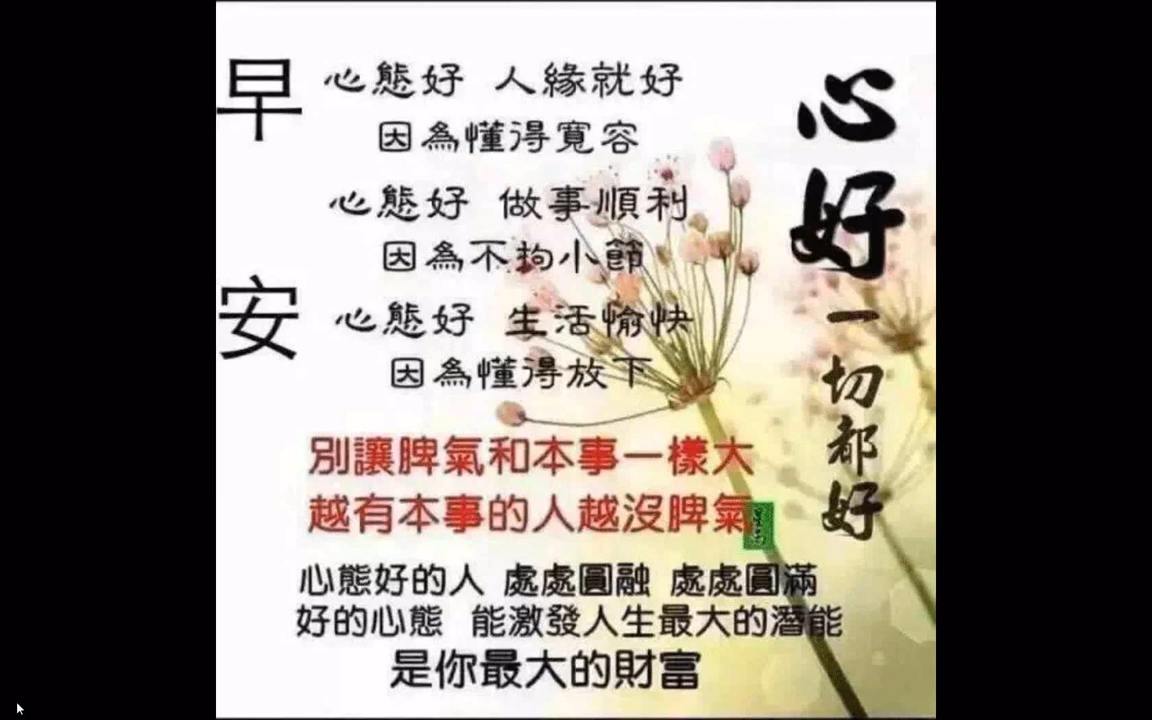 早安
心態好 人緣就好
因為懂得寬容
心態好 做事順利
因為不拘小節
心態好 生活愉快
因為懂得放下
心好一切都好
別讓脾氣和本事一樣大
越有本事的人越沒脾氣
心態好的人 處處圓融 處處圓滿
好的心態 能激發人生最大的潛能
是你最大的財富